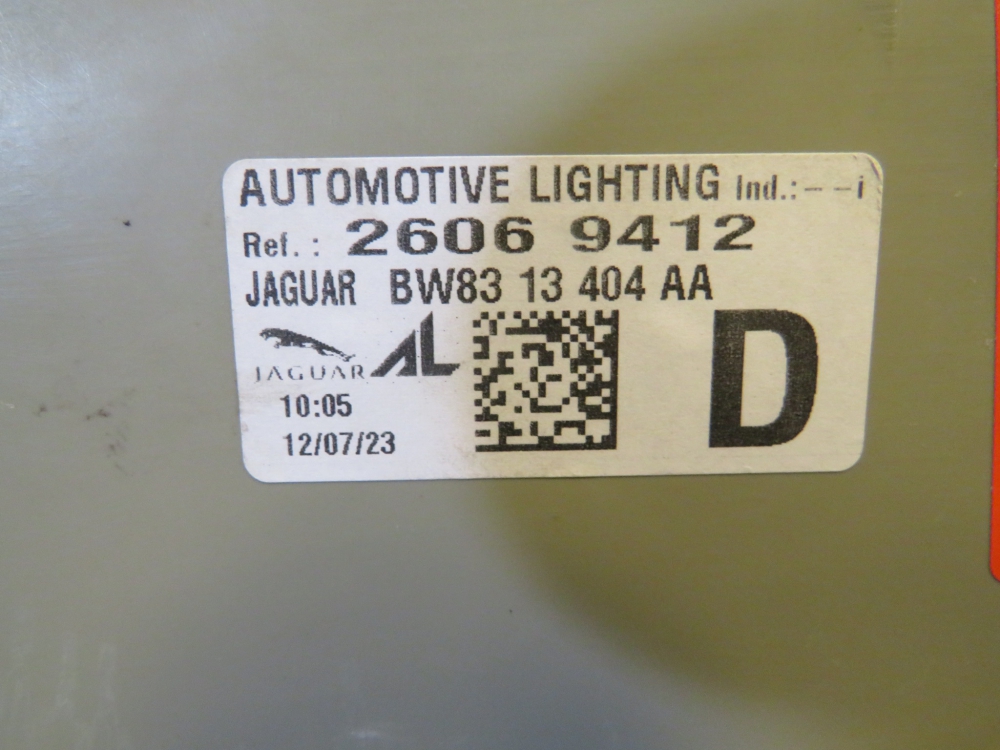 AUTOMOTIVE LIGHTING Ind.:--i
Ref.: 2606 9412
JAGUAR BW83 13 404 AA
JAGUAR AL
D
10:05
12/07/23